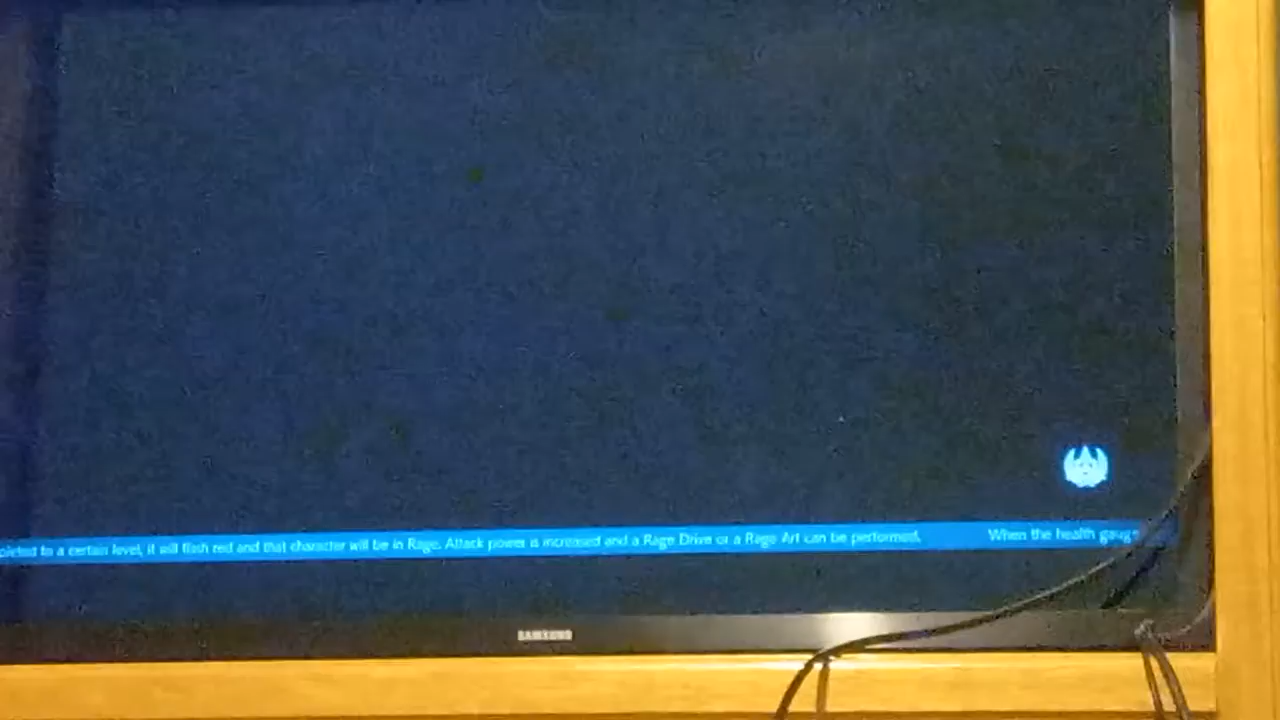 to a certain level, it will flash red and that character will be in Rage. Attack power is increased and a Rage Drive or a Rage Art can be performed. When the health gauge
SAMSUNG